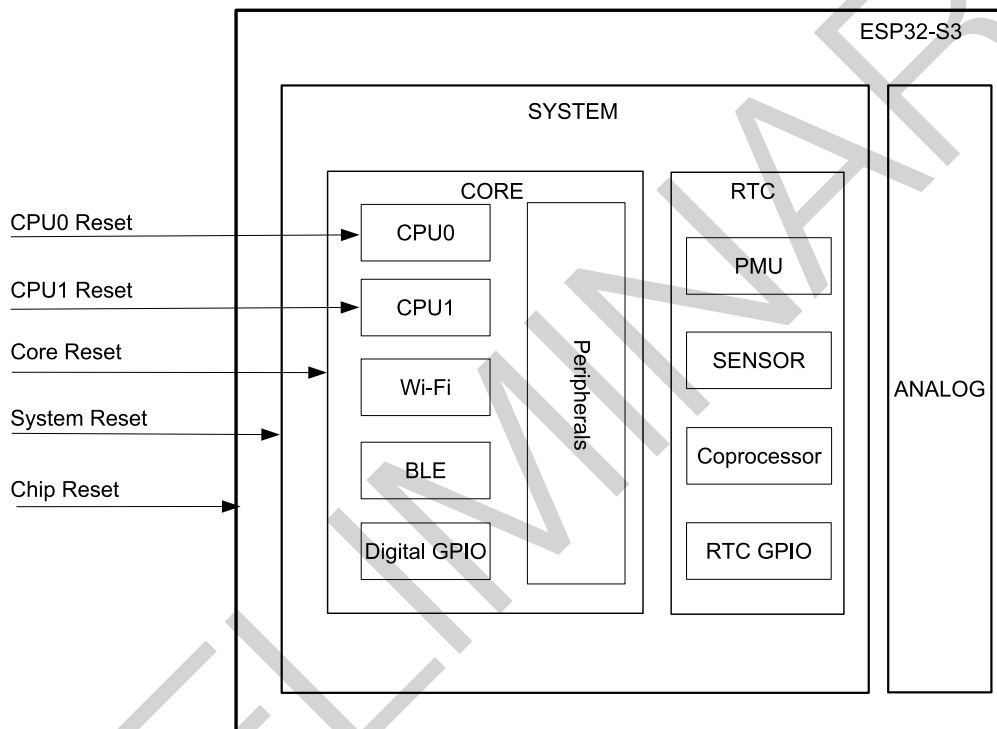 ESP32-S3
SYSTEM
CORE
RTC
CPU0 Reset
CPU0
CPU1 Reset
CPU1
Core Reset
Wi-Fi
System Reset
BLE
Chip Reset
Digital GPIO
Peripherals
PMU
SENSOR
Coprocessor
RTC GPIO
ANALOG
ELIMINAR